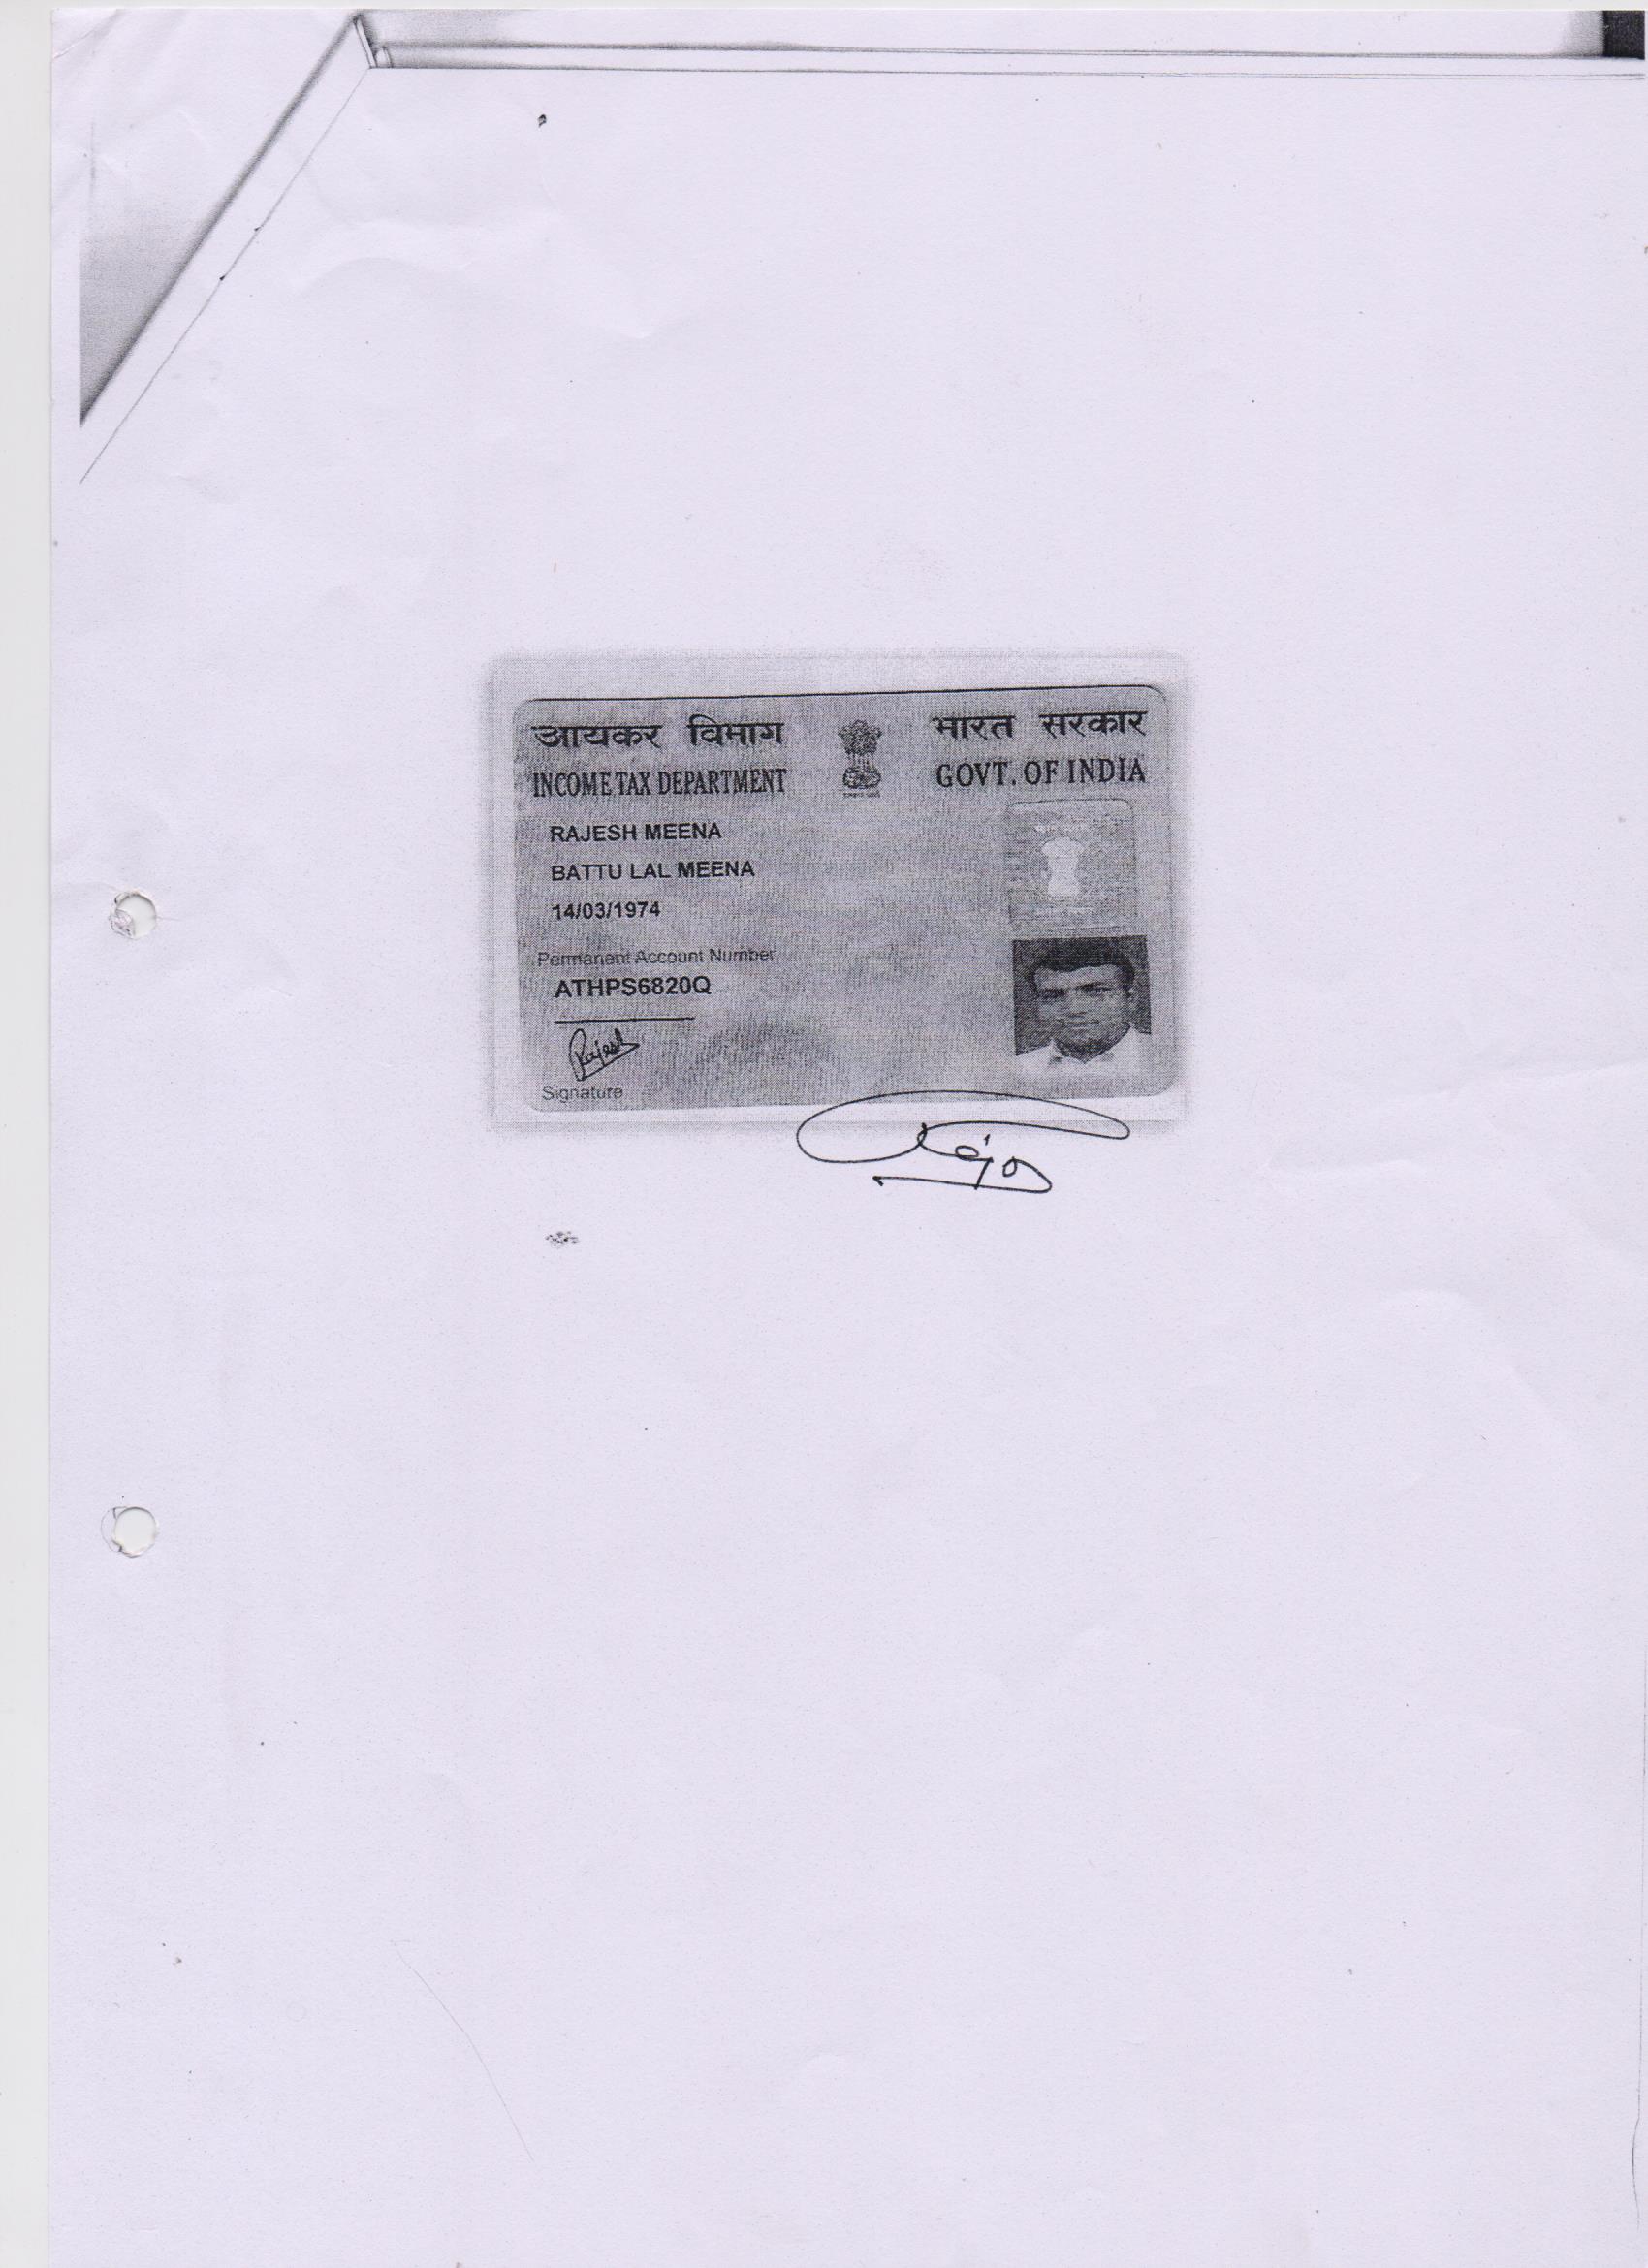 आयकर विभाग भारत सरकार
INCOME TAX DEPARTMENT GOVT. OF INDIA
RAJESH MEENA
BATTU LAL MEENA
14/03/1974
Permanent Account Number
ATHPS6820Q
Rajesh
Signature